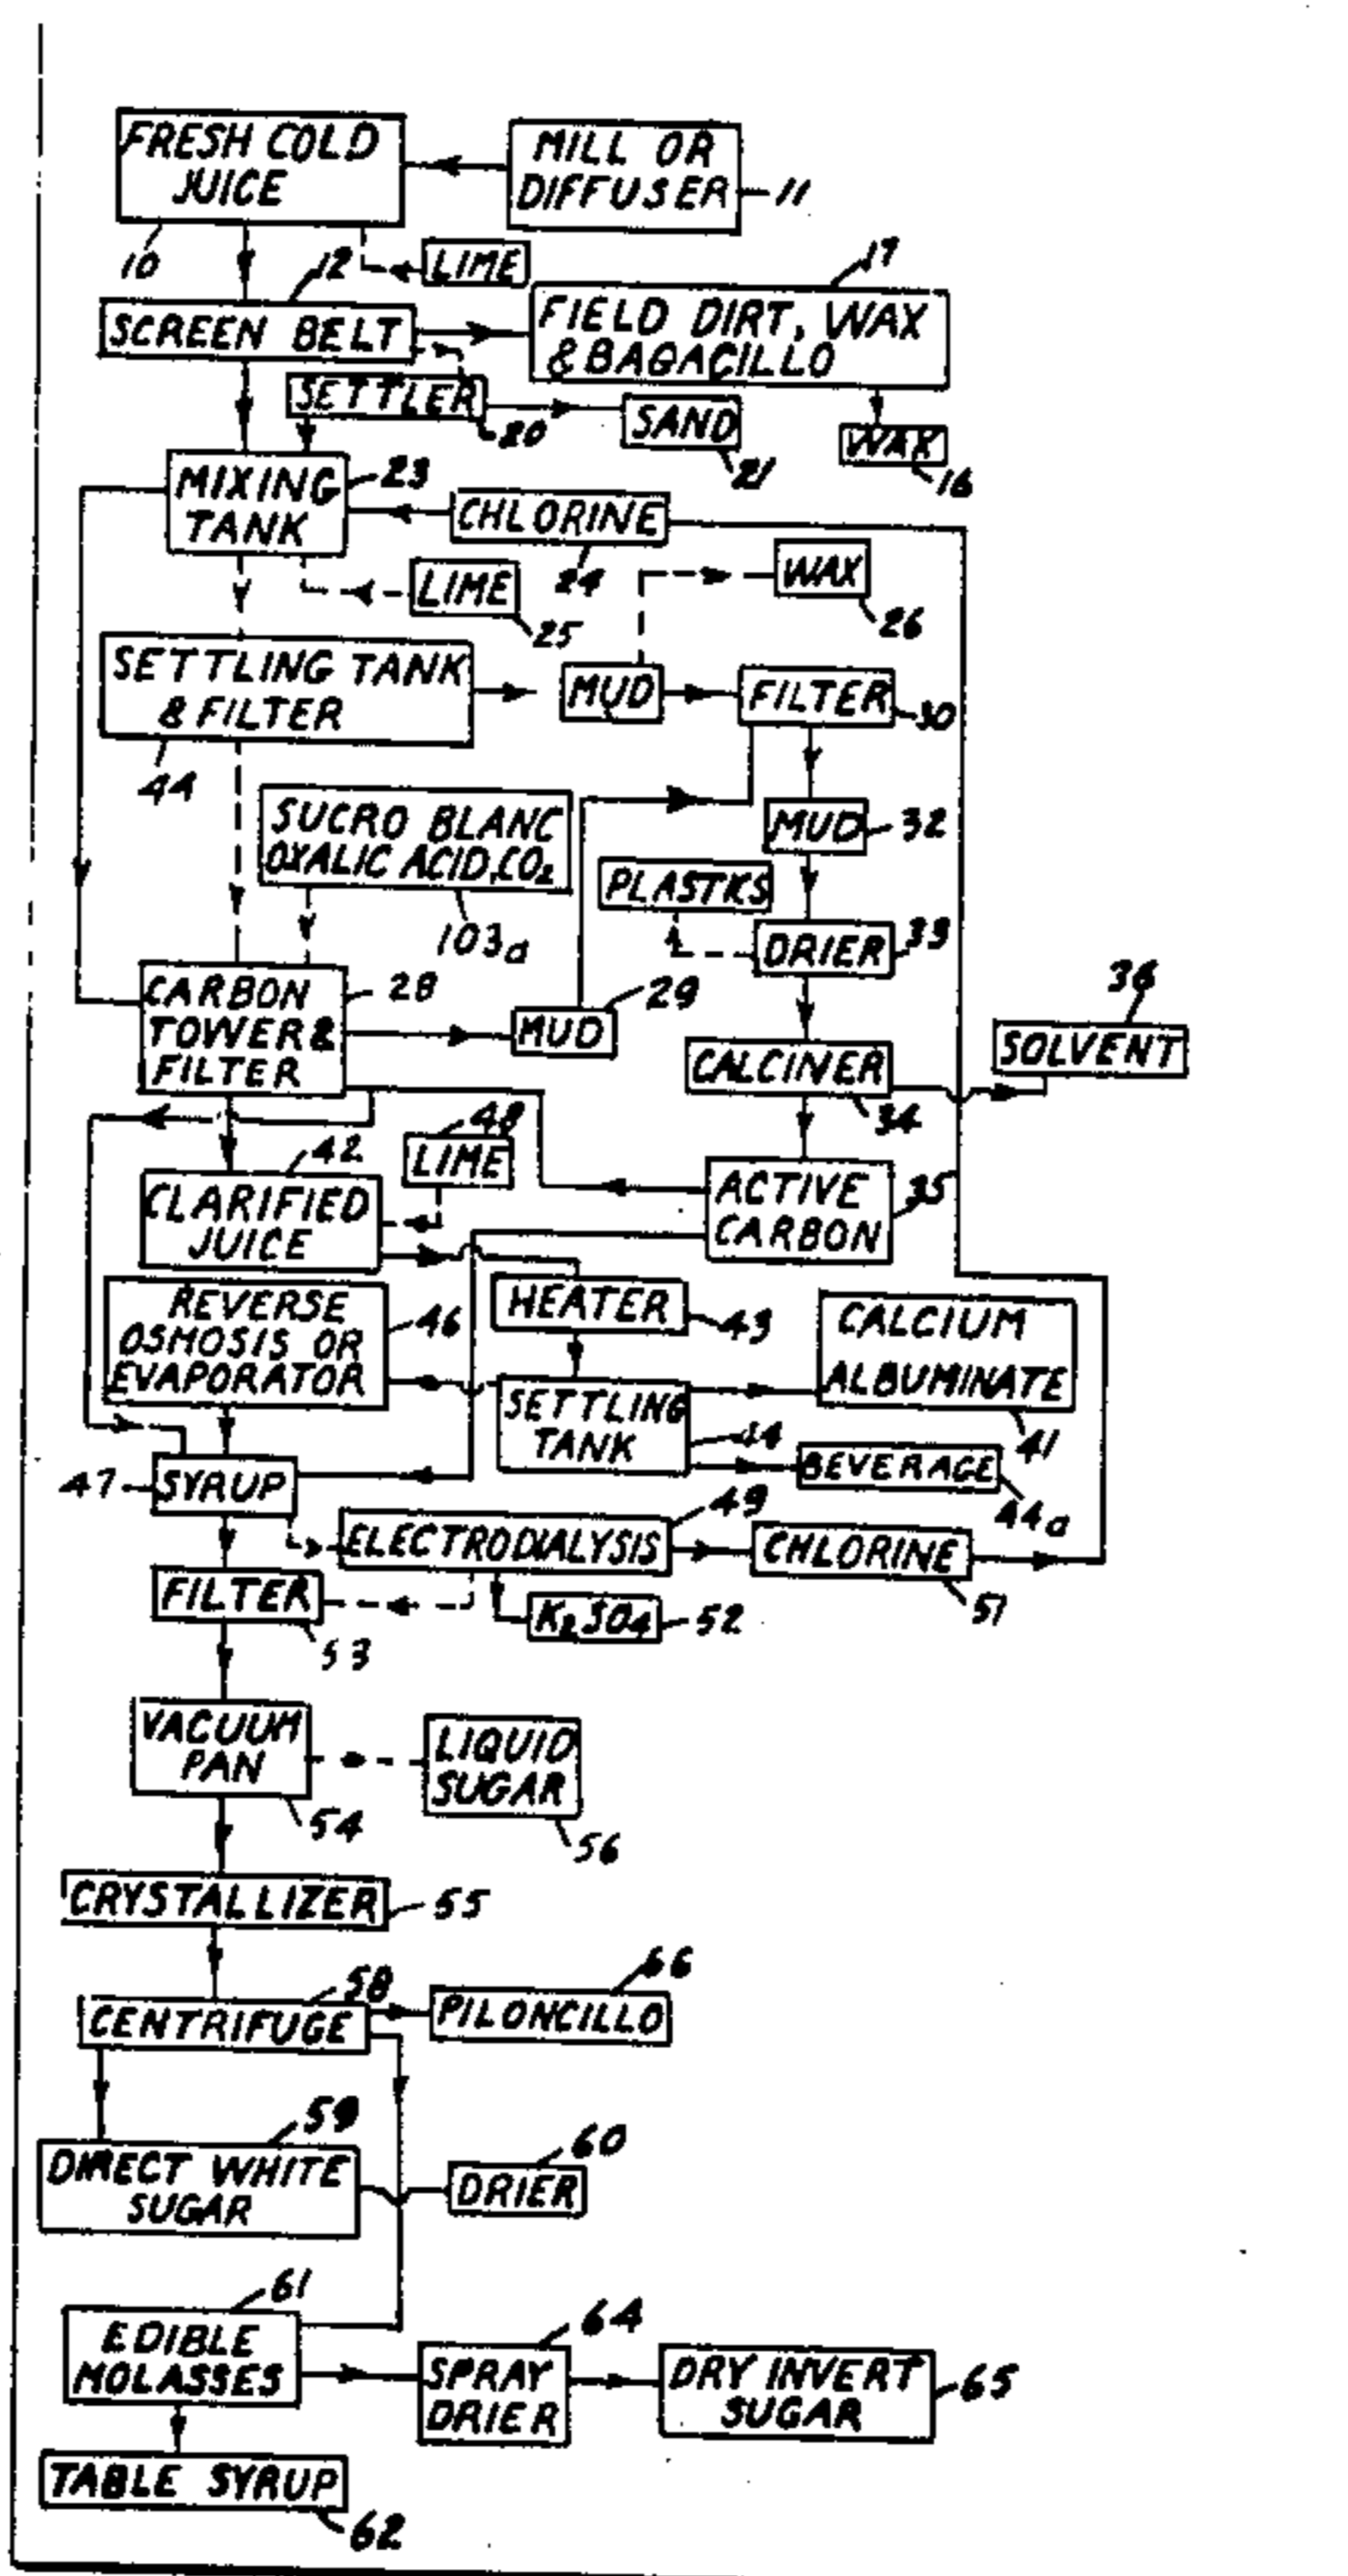 FRESH COLD
JUICE
MILL OR
DIFFUSER
11
10
LIME
12
17
SCREEN BELT
FIELD DIRT, WAX
& BAGACILLO
SETTLER
20
SAND
21
WAX
16
MIXING
TANK
23
CHLORINE
24
LIME
25
WAX
26
SETTLING TANK
& FILTER
44
MUD
FILTER
30
SUCRO BLANC
OXALIC ACID, CO2
103a
MUD
32
PLASTICS
DRIER
33
CARBON
TOWER &
FILTER
28
MUD
29
CALCINER
34
SOLVENT
36
42
LIME
48
CLARIFIED
JUICE
ACTIVE
CARBON
35
REVERSE
OSMOSIS OR
EVAPORATOR
46
HEATER
43
CALCIUM
ALBUMINATE
41
SETTLING
TANK
44
BEVERAGE
44a
47
SYRUP
ELECTRODIALYSIS
49
CHLORINE
51
FILTER
53
K2SO4
52
VACUUM
PAN
54
LIQUID
SUGAR
56
CRYSTALLIZER
55
CENTRIFUGE
58
PILONCILLO
66
DIRECT WHITE
SUGAR
59
DRIER
60
EDIBLE
MOLASSES
61
SPRAY
DRIER
64
DRY INVERT
SUGAR
65
TABLE SYRUP
62